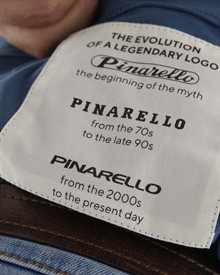 THE EVOLUTION
OF A LEGENDARY LOGO
Pinarello
the beginning of the myth
PINARELLO
from the 70s
to the late 90s
PINARELLO
from the 2000s
to the present day